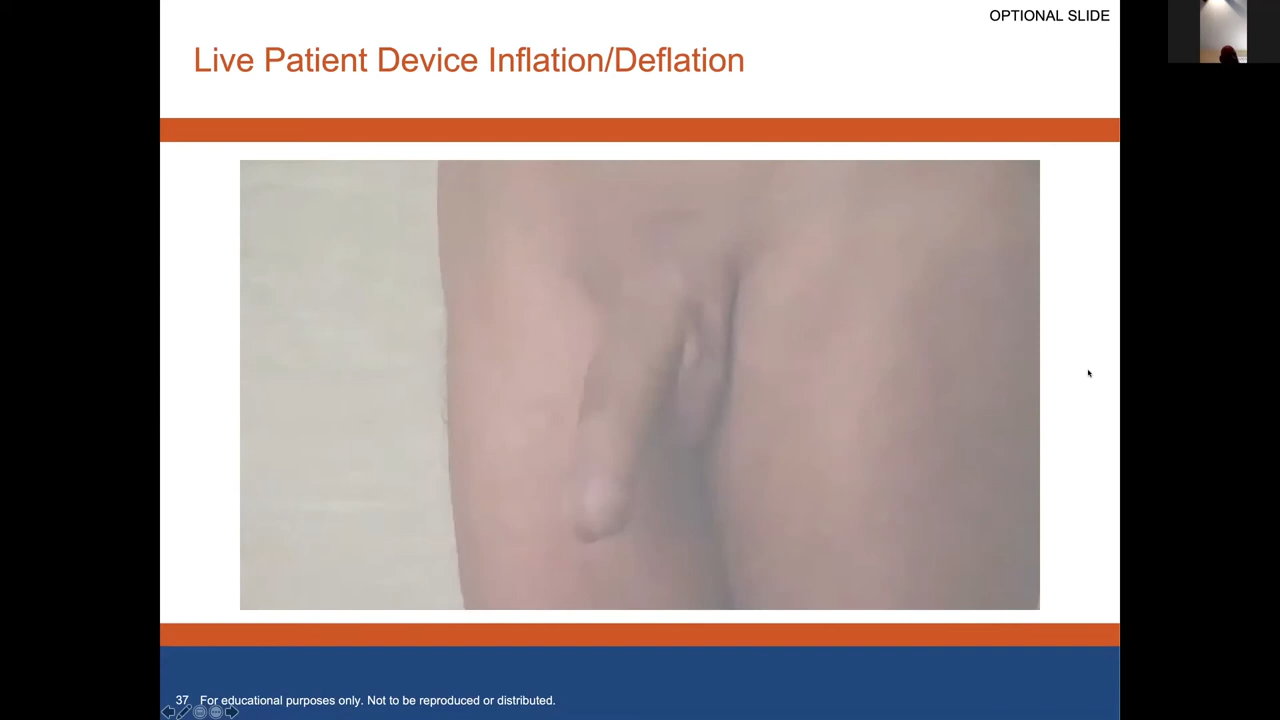 OPTIONAL SLIDE
Live Patient Device Inflation/Deflation
37 For educational purposes only. Not to be reproduced or distributed.